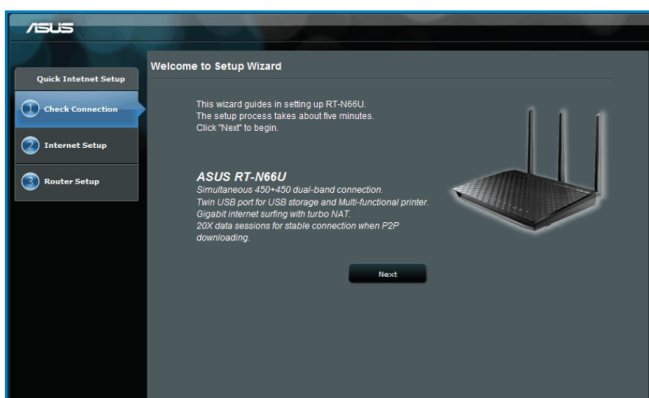 ASUS
Quick Intetnet Setup
1 Check Connection
2 Internet Setup
3 Router Setup
Welcome to Setup Wizard
This wizard guides in setting up RT-N66U.
The setup process takes about five minutes.
Click "Next" to begin.
ASUS RT-N66U
Simultaneous 450+450 dual-band connection.
Twin USB port for USB storage and Multi-functional printer.
Gigabit internet surfing with turbo NAT.
20X data sessions for stable connection when P2P
downloading.
Next